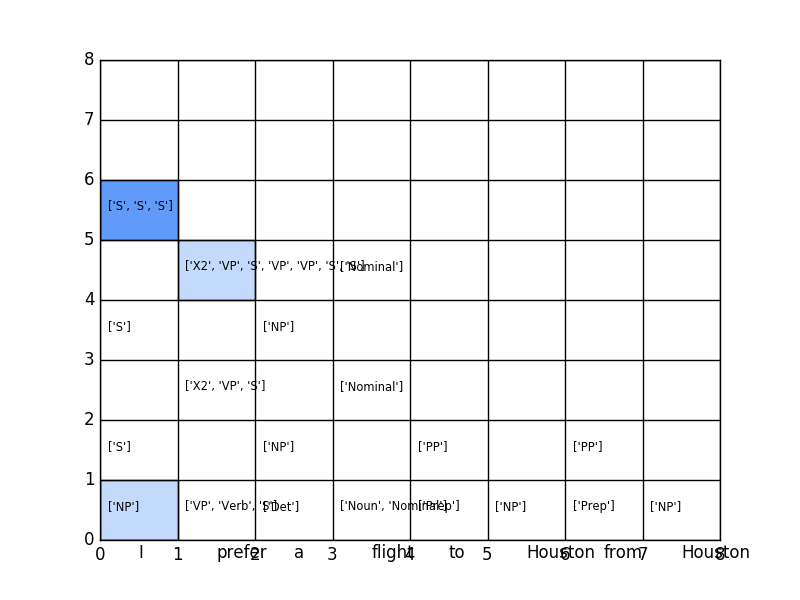 8
7
6
['S', 'S', 'S']
5
['X2', 'VP', 'S', 'VP', 'VP', 'S', 'S'] ['Nominal']
4
['S'] ['NP']
3
['X2', 'VP', 'S'] ['Nominal']
2
['S'] ['NP'] ['PP'] ['PP']
1
['NP'] ['VP', 'Verb', 'S'] ['Det'] ['Noun', 'Nominal'] ['Prep'] ['NP'] ['Prep'] ['NP']
0
0 1 2 3 4 5 6 7 8
I prefer a flight to Houston from Houston